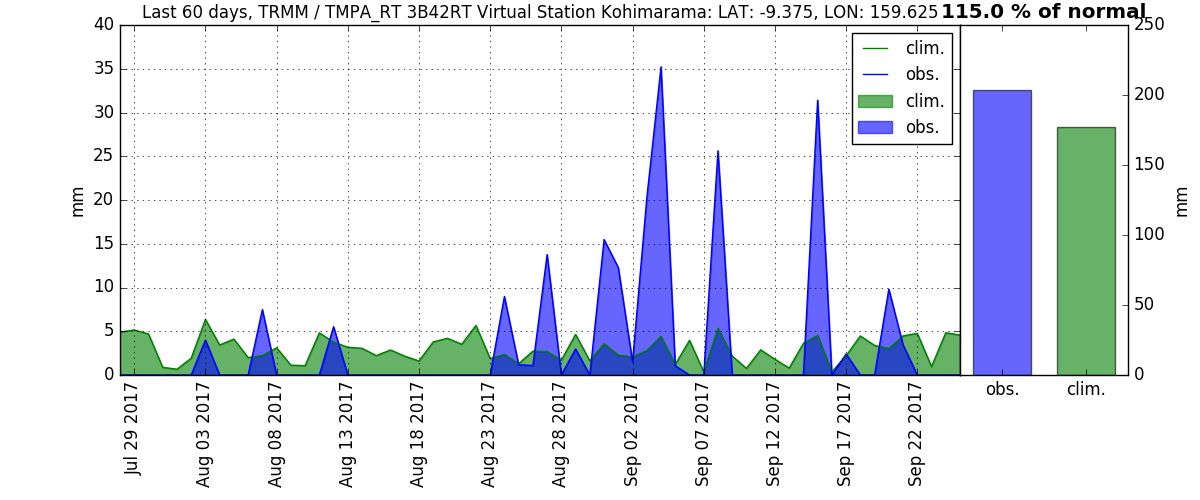 Last 60 days, TRMM / TMPA_RT 3B42RT Virtual Station Kohimarama: LAT: -9.375, LON: 159.625 115.0 % of normal
40
35
30
25
20
15
10
5
0
mm
clim.
obs.
clim.
obs.
Jul 29 2017
Aug 03 2017
Aug 08 2017
Aug 13 2017
Aug 18 2017
Aug 23 2017
Aug 28 2017
Sep 02 2017
Sep 07 2017
Sep 12 2017
Sep 17 2017
Sep 22 2017
250
200
150
100
50
0
mm
obs.
clim.